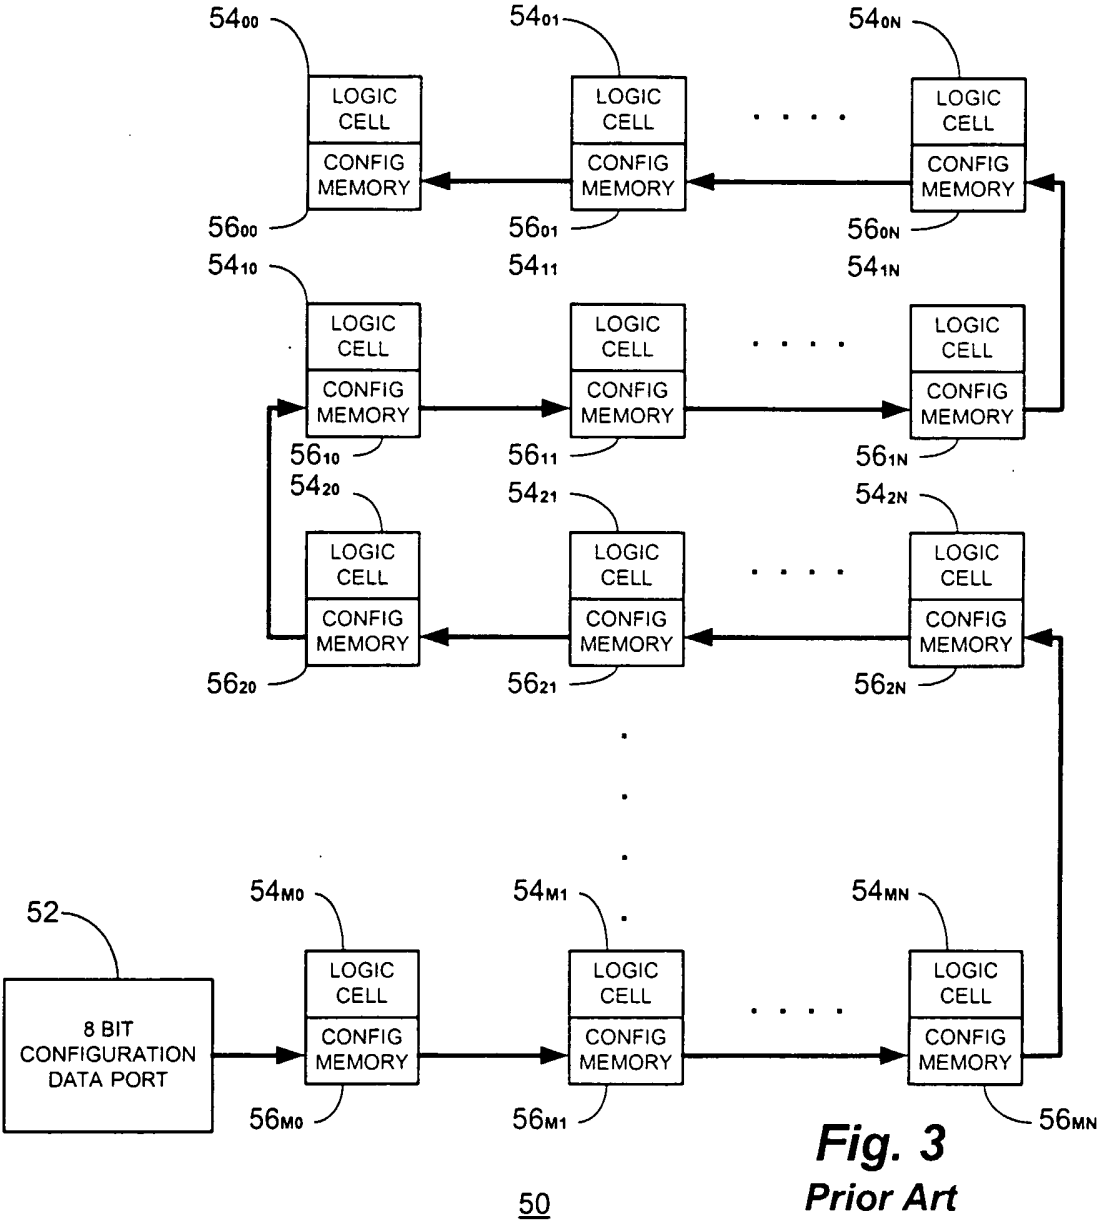 54₀₀ 54₀₁ 54₀N
LOGIC CELL LOGIC CELL LOGIC CELL
. . . .
CONFIG MEMORY CONFIG MEMORY CONFIG MEMORY
56₀₀ 56₀₁ 56₀N
54₁₀ 54₁₁ 54₁N
LOGIC CELL LOGIC CELL LOGIC CELL
. . . .
CONFIG MEMORY CONFIG MEMORY CONFIG MEMORY
56₁₀ 56₁₁ 56₁N
54₂₀ 54₂₁ 54₂N
LOGIC CELL LOGIC CELL LOGIC CELL
. . . .
CONFIG MEMORY CONFIG MEMORY CONFIG MEMORY
56₂₀ 56₂₁ 56₂N
54M₀ 54M₁ 54MN
52
LOGIC CELL LOGIC CELL LOGIC CELL
. . . .
8 BIT
CONFIGURATION
DATA PORT
CONFIG MEMORY CONFIG MEMORY CONFIG MEMORY
56M₀ 56M₁ 56MN
Fig. 3
Prior Art
50